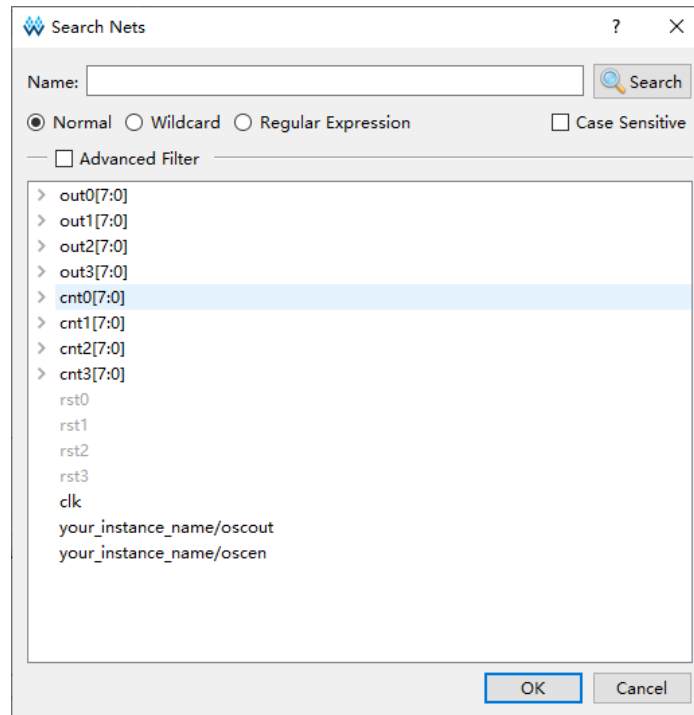 Search Nets
Name:
Search
Normal Wildcard Regular Expression Case Sensitive
Advanced Filter
out0[7:0]
out1[7:0]
out2[7:0]
out3[7:0]
cnt0[7:0]
cnt1[7:0]
cnt2[7:0]
cnt3[7:0]
rst0
rst1
rst2
rst3
clk
your_instance_name/oscout
your_instance_name/oscen
OK Cancel